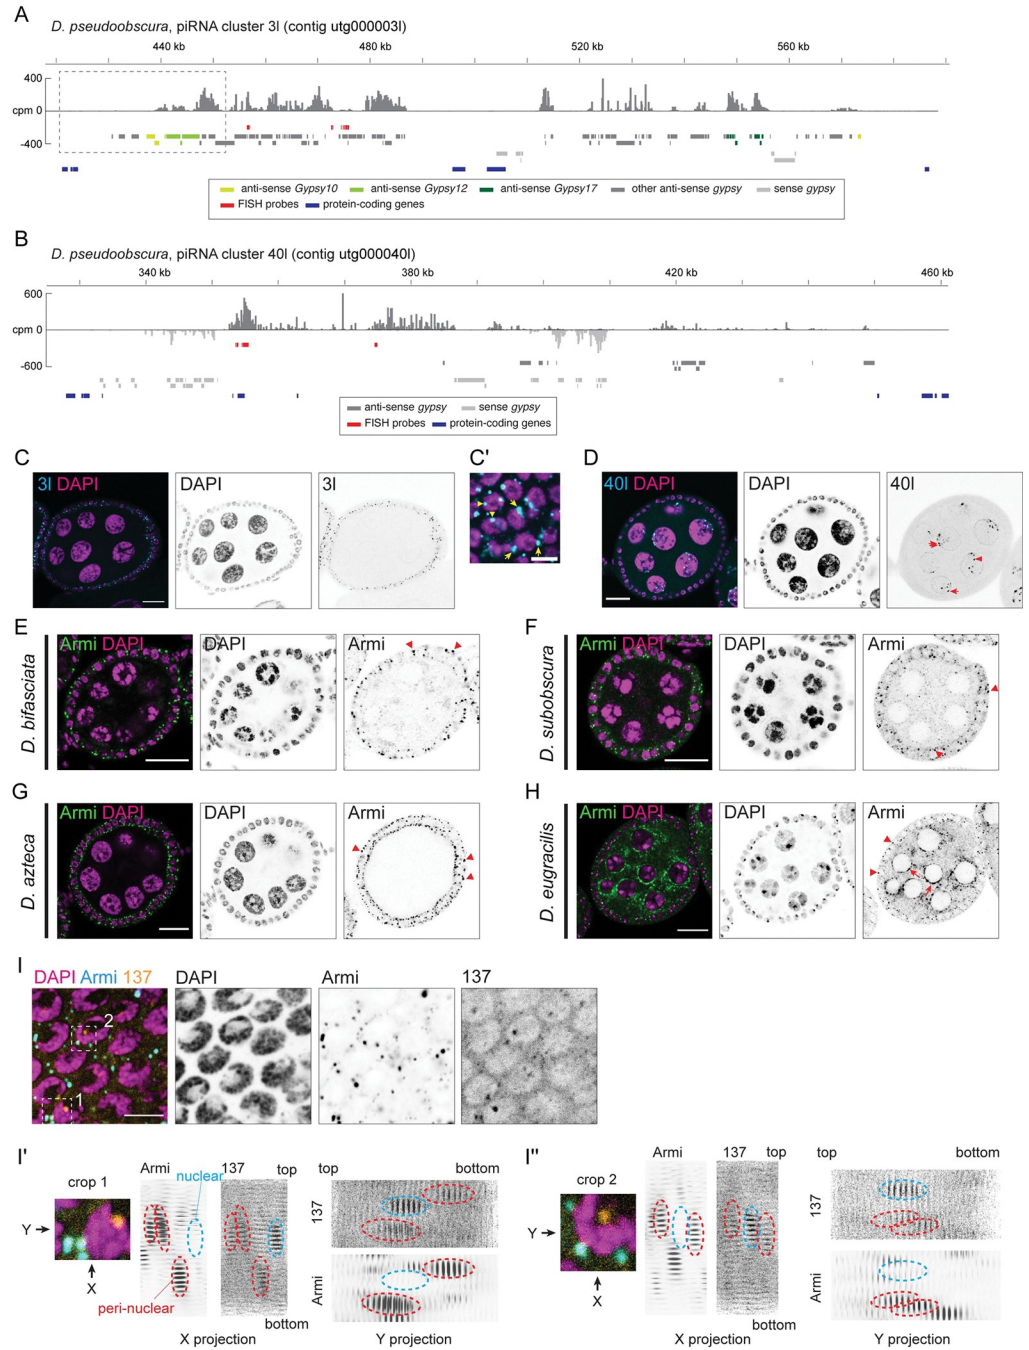 A
D. pseudoobscura, piRNA cluster 3l (contig utg000003l)
440 kb 480 kb 520 kb 560 kb
400
cpm 0
-400
anti-sense Gypsy10 anti-sense Gypsy12 anti-sense Gypsy17 other anti-sense gypsy sense gypsy
FISH probes protein-coding genes
B
D. pseudoobscura, piRNA cluster 40l (contig utg000040l)
340 kb 380 kb 420 kb 460 kb
600
cpm 0
-600
anti-sense gypsy sense gypsy
FISH probes protein-coding genes
C C' D
3l DAPI DAPI 3l 40l DAPI DAPI 40l
E F
D. bifasciata
Armi DAPI DAPI Armi
D. subobscura
Armi DAPI DAPI Armi
G H
D. azteca
Armi DAPI DAPI Armi
D. eugracilis
Armi DAPI DAPI Armi
I
DAPI Armi 137 DAPI Armi 137
2
1
I' I"
crop 1
Armi nuclear 137 top top bottom
Y
X
peri-nuclear
137
Armi
bottom
X projection Y projection
crop 2
Armi 137 top top bottom
Y
X
137
Armi
bottom
X projection Y projection